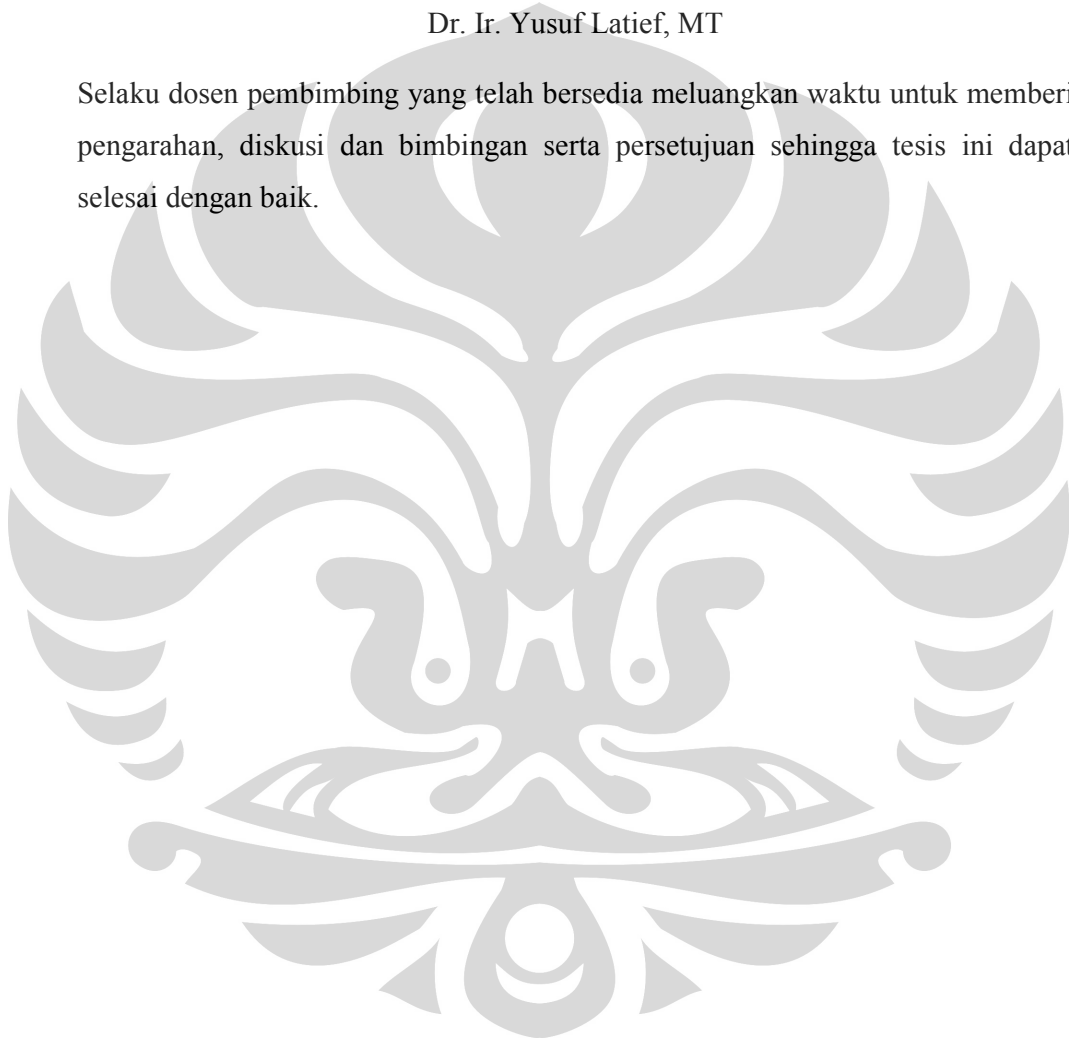 Dr. Ir. Yusuf Latief, MT
Selaku dosen pembimbing yang telah bersedia meluangkan waktu untuk memberi
pengarahan, diskusi dan bimbingan serta persetujuan sehingga tesis ini dapat
selesai dengan baik.